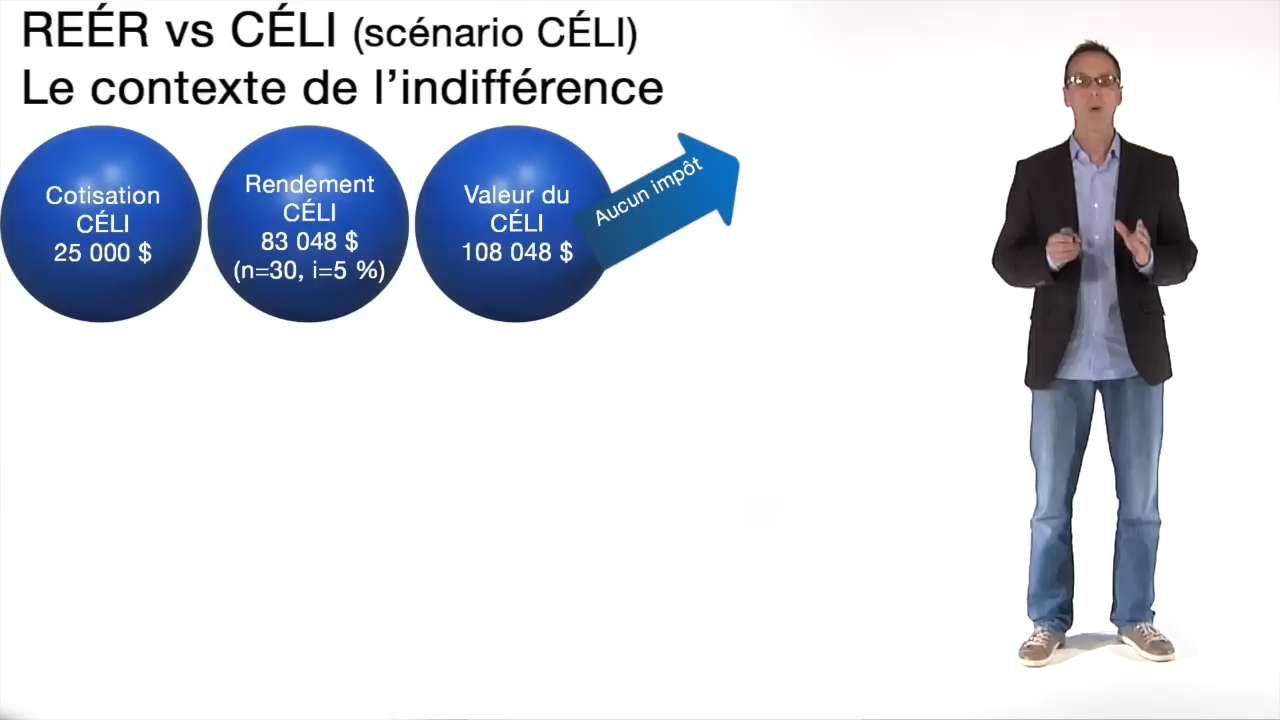 REÉR vs CÉLI (scénario CÉLI)
Le contexte de l'indifférence
Cotisation
CÉLI
25 000 $
Rendement
CÉLI
83 048 $
(n=30, i=5 %)
Valeur du
CÉLI
108 048 $
Aucun impôt